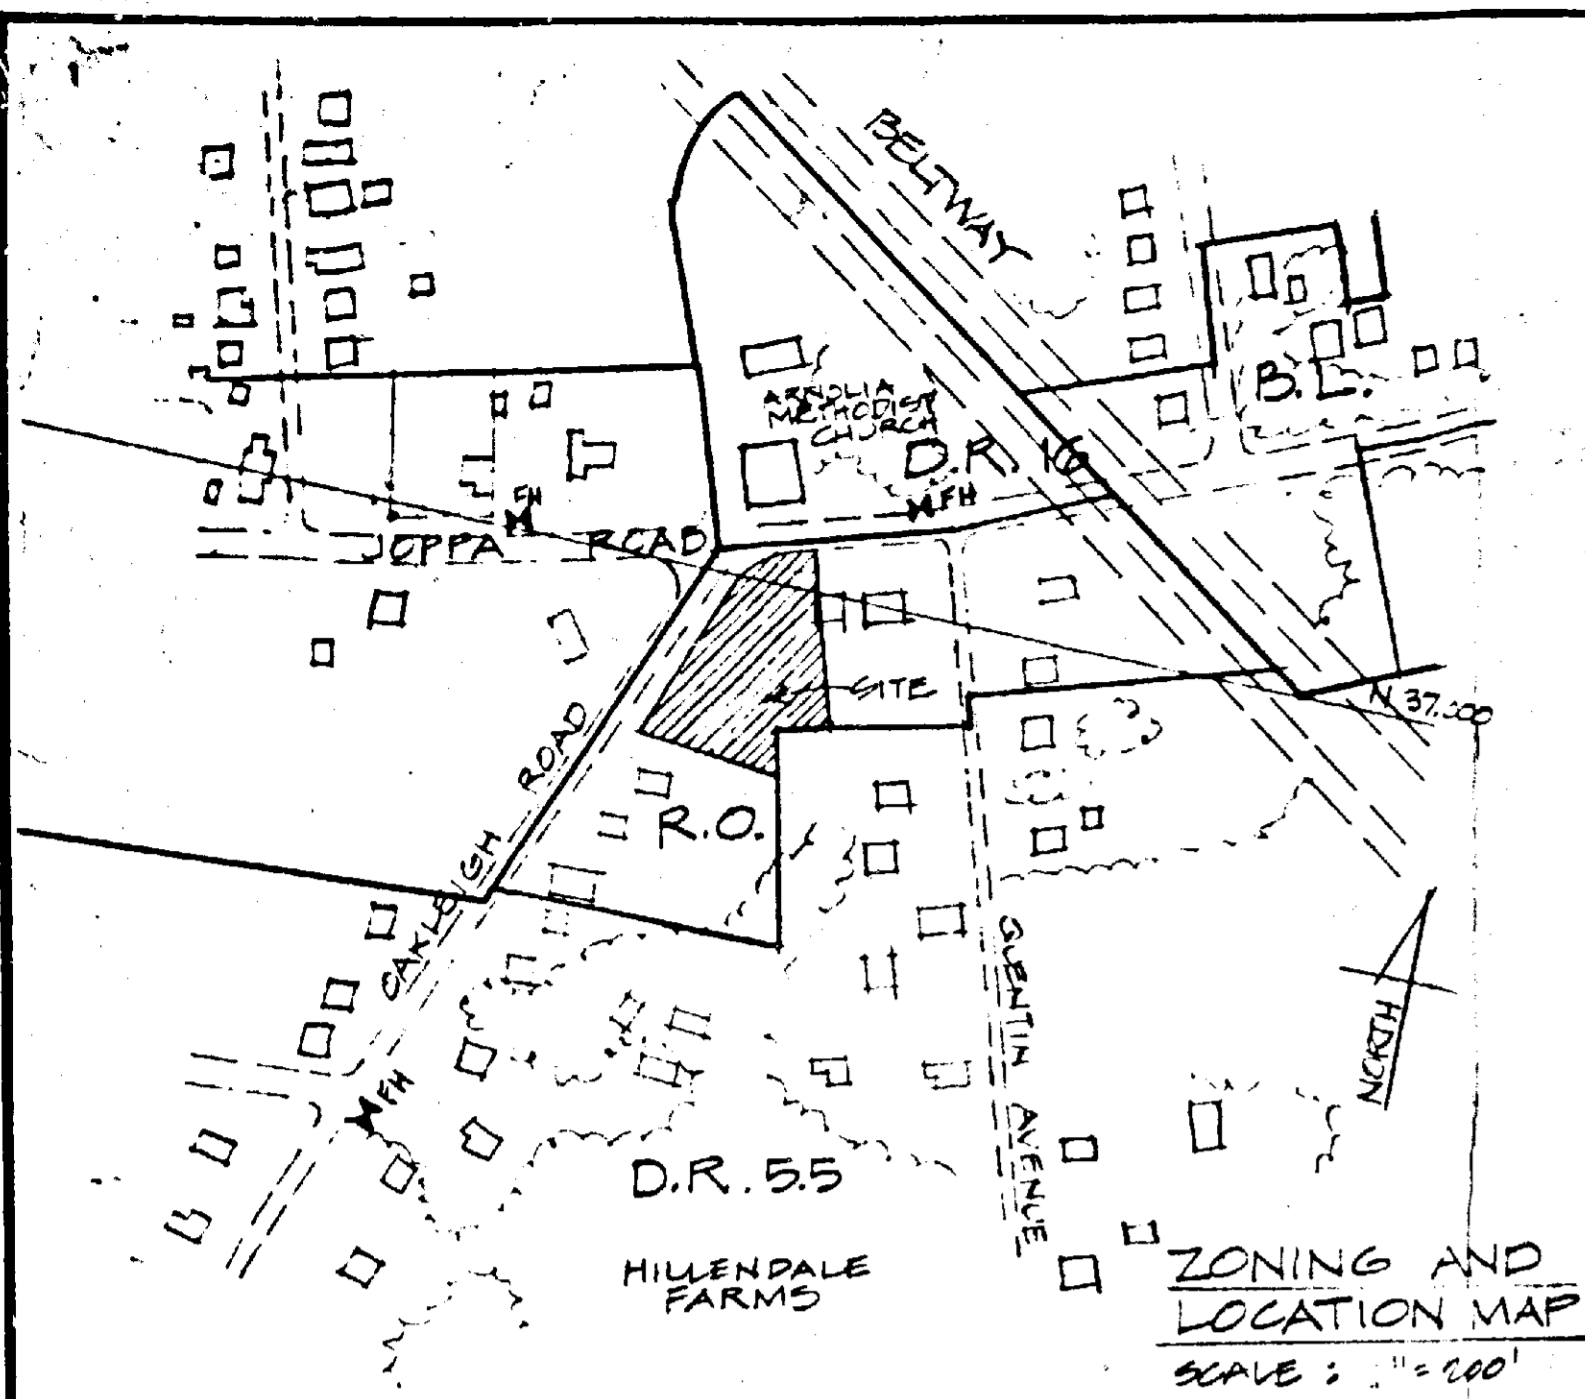 BELTWAY
B.L.
ARNOLIA
METHODIST
CHURCH
D.R. 16
FH
FH
JOPPA ROAD
SITE
N 37,000
OAKLEIGH ROAD
R.O.
QUENTIN AVENUE
NORTH
FH
D.R. 5.5
HILLENDALE
FARMS
ZONING AND
LOCATION MAP
SCALE : " = 200'